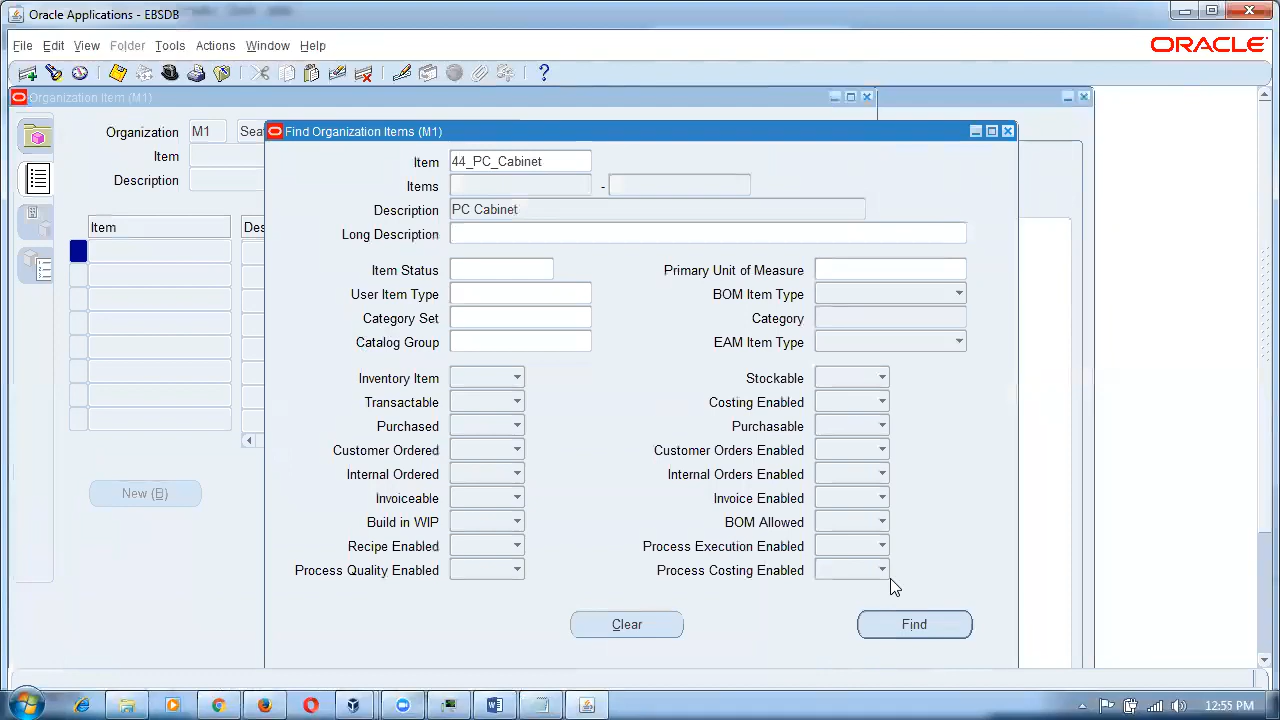 Oracle Applications - EBSDB
File Edit View Folder Tools Actions Window Help
ORACLE
Organization Item (M1)
Organization M1 Seat
Item
Description
Item Des
New (B)
Find Organization Items (M1)
Item 44_PC_Cabinet
Items -
Description PC Cabinet
Long Description
Item Status Primary Unit of Measure
User Item Type BOM Item Type
Category Set Category
Catalog Group EAM Item Type
Inventory Item Stockable
Transactable Costing Enabled
Purchased Purchasable
Customer Ordered Customer Orders Enabled
Internal Ordered Internal Orders Enabled
Invoiceable Invoice Enabled
Build in WIP BOM Allowed
Recipe Enabled Process Execution Enabled
Process Quality Enabled Process Costing Enabled
Clear Find
12:55 PM